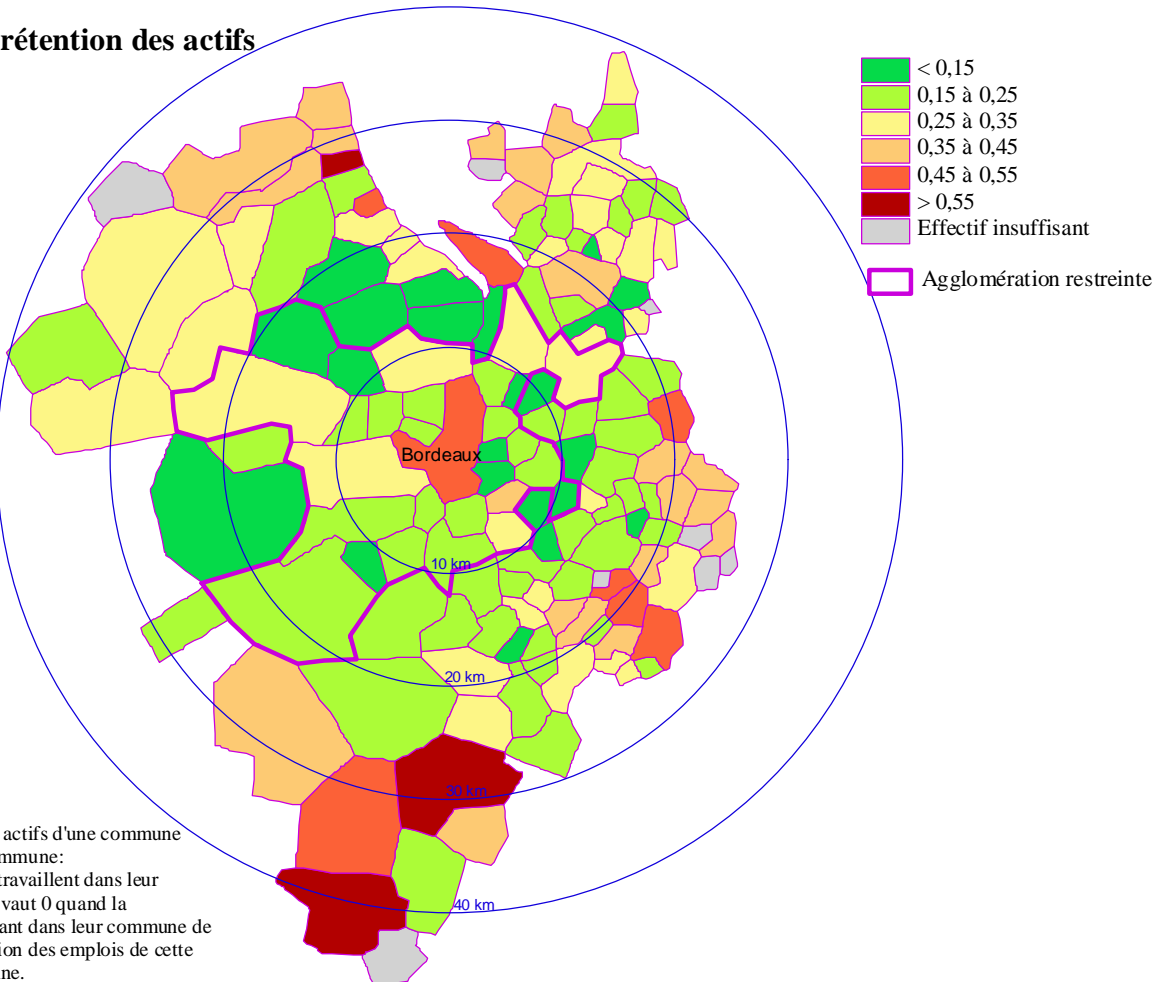 rétention des actifs
< 0,15
0,15 à 0,25
0,25 à 0,35
0,35 à 0,45
0,45 à 0,55
> 0,55
Effectif insuffisant
Agglomération restreinte
Bordeaux
10 km
20 km
30 km
40 km
actifs d'une commune
mmune:
travaillent dans leur
vaut 0 quand la
ant dans leur commune de
ion des emplois de cette
ne.